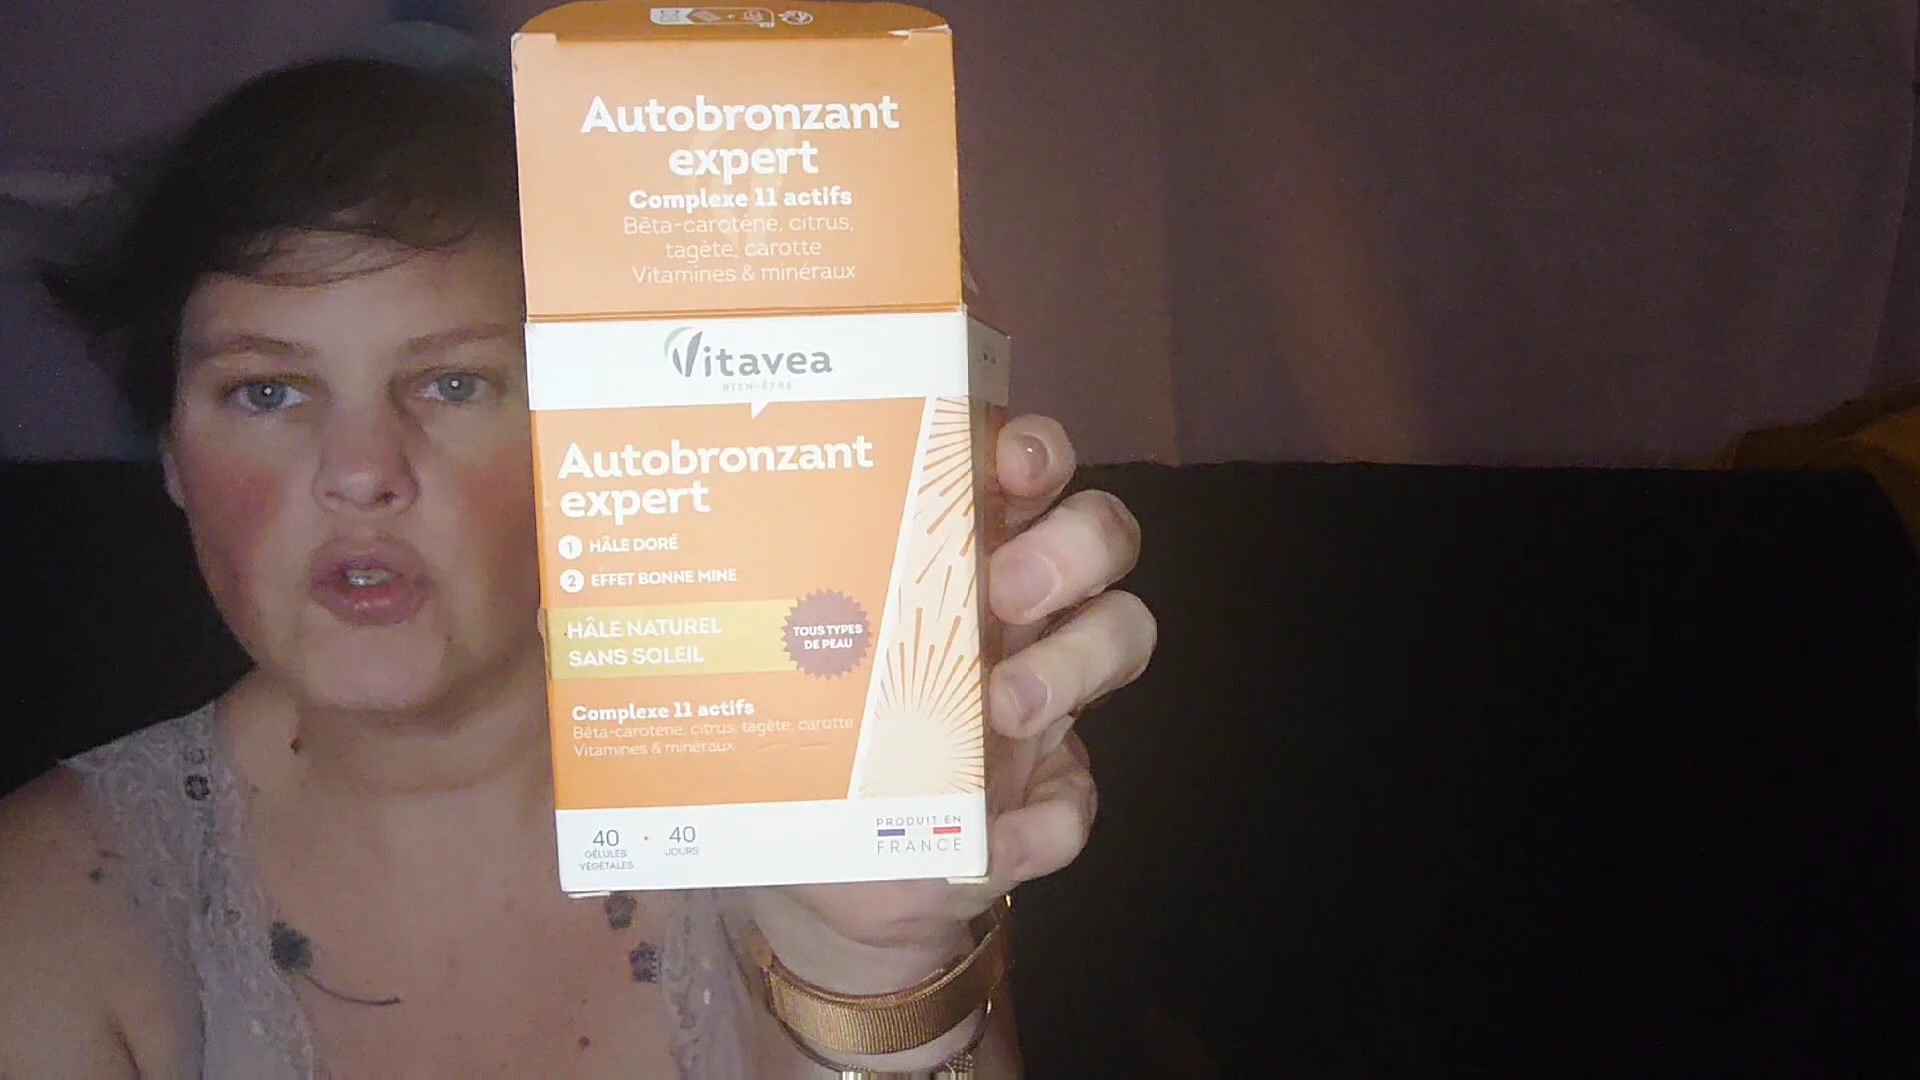 Autobronzant
expert
Complexe 11 actifs
Bêta-carotène, citrus,
tagète, carotte
Vitamines & minéraux
Vitavea
BIEN-ÊTRE
Autobronzant
expert
1 HÂLE DORÉ
2 EFFET BONNE MINE
HÂLE NATUREL
SANS SOLEIL
TOUS TYPES
DE PEAU
Complexe 11 actifs
Bêta-carotène, citrus, tagète, carotte
Vitamines & minéraux
40 • 40
GÉLULES JOURS
VÉGÉTALES
PRODUIT EN
FRANCE